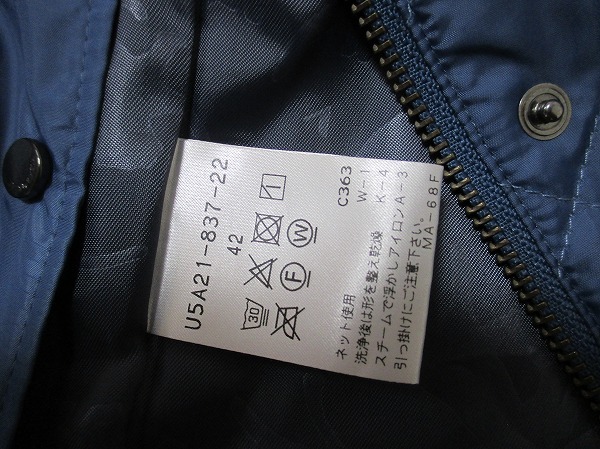 U5A21-837-22
42
30
F
W
C363
W-1
K-4
ネット使用
洗浄後は形を整え乾燥
スチームで浮かしアイロンA-3
引っ掛けにご注意下さい。
MA-68F